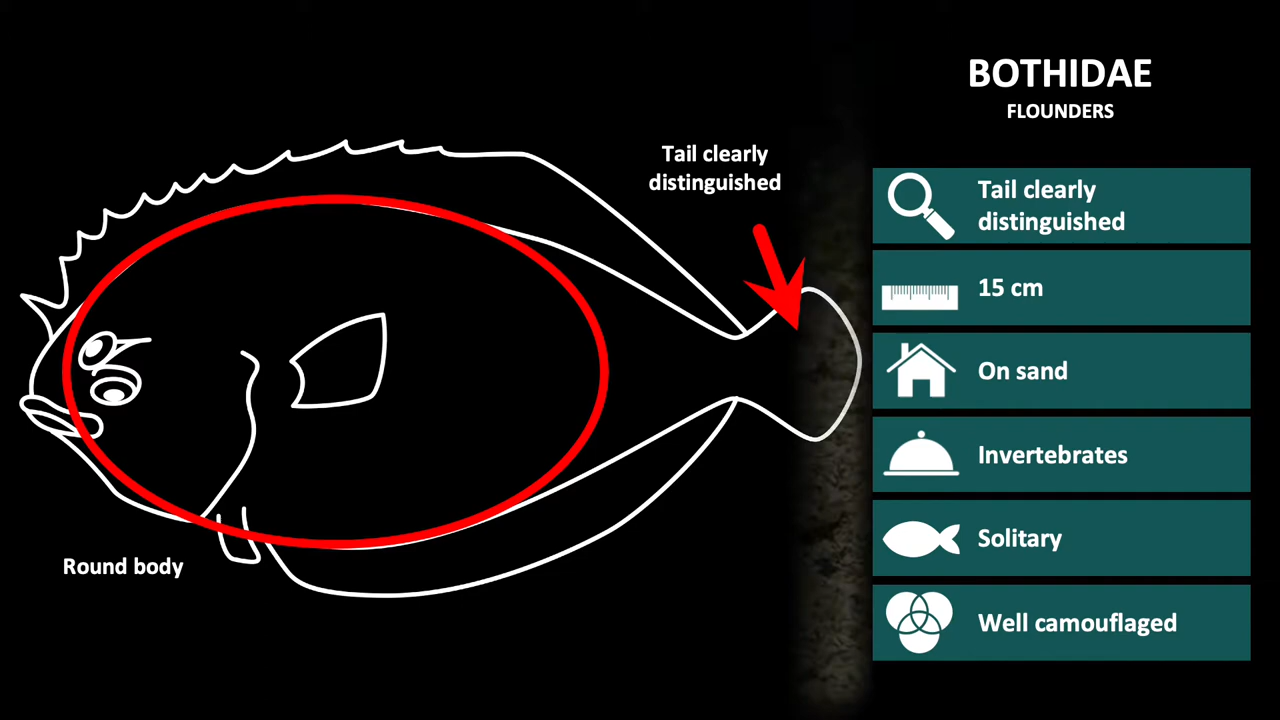 BOTHIDAE
FLOUNDERS
Tail clearly
distinguished
Round body
Tail clearly
distinguished
15 cm
On sand
Invertebrates
Solitary
Well camouflaged